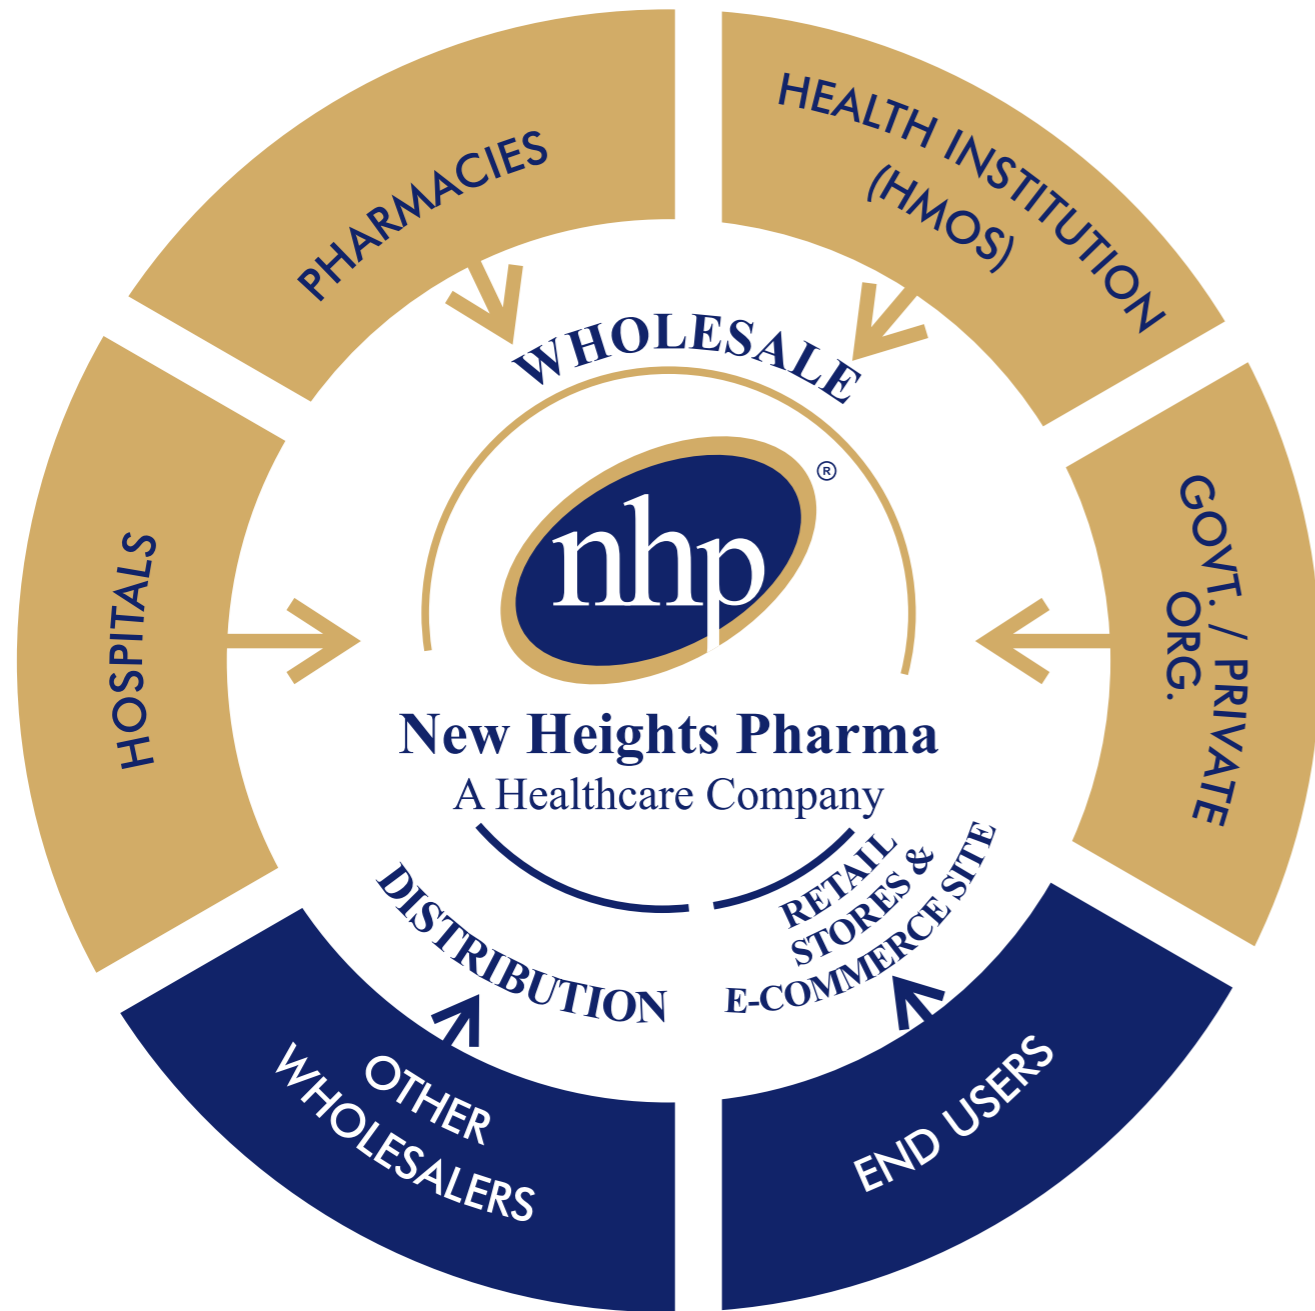 PHARMACIES
HEALTH INSTITUTION
(HMOS)
HOSPITALS
GOVT. / PRIVATE
ORG.
WHOLESALE
nhp
®
New Heights Pharma
A Healthcare Company
DISTRIBUTION
RETAIL
STORES &
E-COMMERCE SITE
OTHER
WHOLESALERS
END USERS